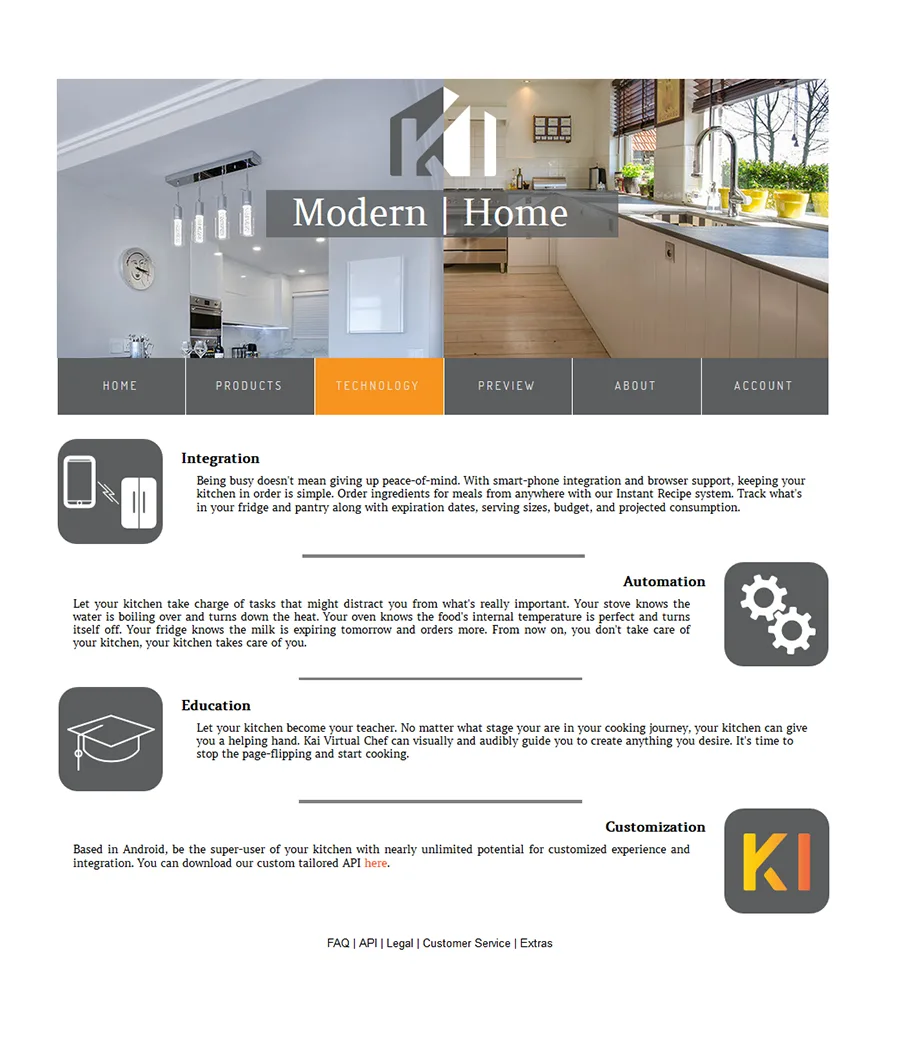 KI
Modern | Home
HOME PRODUCTS TECHNOLOGY PREVIEW ABOUT ACCOUNT
Integration
Being busy doesn't mean giving up peace-of-mind. With smart-phone integration and browser support, keeping your
kitchen in order is simple. Order ingredients for meals from anywhere with our Instant Recipe system. Track what's
in your fridge and pantry along with expiration dates, serving sizes, budget, and projected consumption.
Automation
Let your kitchen take charge of tasks that might distract you from what's really important. Your stove knows the
water is boiling over and turns down the heat. Your oven knows the food's internal temperature is perfect and turns
itself off. Your fridge knows the milk is expiring tomorrow and orders more. From now on, you don't take care of
your kitchen, your kitchen takes care of you.
Education
Let your kitchen become your teacher. No matter what stage your are in your cooking journey, your kitchen can give
you a helping hand. Kai Virtual Chef can visually and audibly guide you to create anything you desire. It's time to
stop the page-flipping and start cooking.
Customization
Based in Android, be the super-user of your kitchen with nearly unlimited potential for customized experience and
integration. You can download our custom tailored API here.
KI
FAQ | API | Legal | Customer Service | Extras